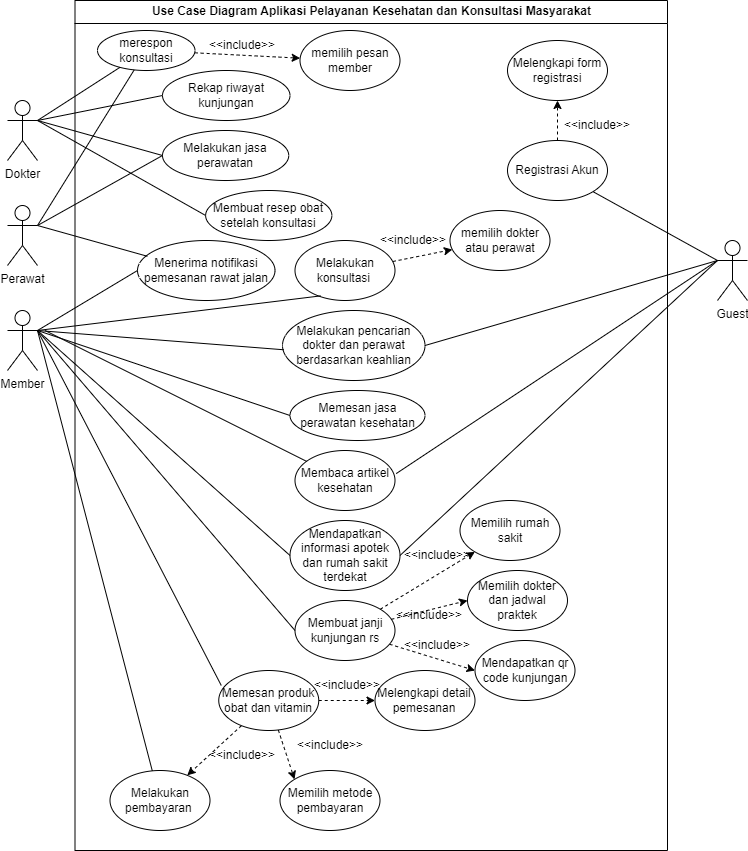 Use Case Diagram Aplikasi Pelayanan Kesehatan dan Konsultasi Masyarakat
merespon
konsultasi
<<include>>
memilih pesan
member
Melengkapi form
registrasi
Rekap riwayat
kunjungan
<<include>>
Dokter
Melakukan jasa
perawatan
Registrasi Akun
Membuat resep obat
setelah konsultasi
Perawat
Menerima notifikasi
pemesanan rawat jalan
Melakukan
konsultasi
<<include>>
memilih dokter
atau perawat
Guest
Member
Melakukan pencarian
dokter dan perawat
berdasarkan keahlian
Memesan jasa
perawatan kesehatan
Membaca artikel
kesehatan
Mendapatkan
informasi apotek
dan rumah sakit
terdekat
<<include>>
Memilih rumah
sakit
Membuat janji
kunjungan rs
<<include>>
Memilih dokter
dan jadwal
praktek
<<include>>
Mendapatkan qr
code kunjungan
Memesan produk
obat dan vitamin
<<include>>
Melengkapi detail
pemesanan
<<include>>
<<include>>
Melakukan
pembayaran
Memilih metode
pembayaran